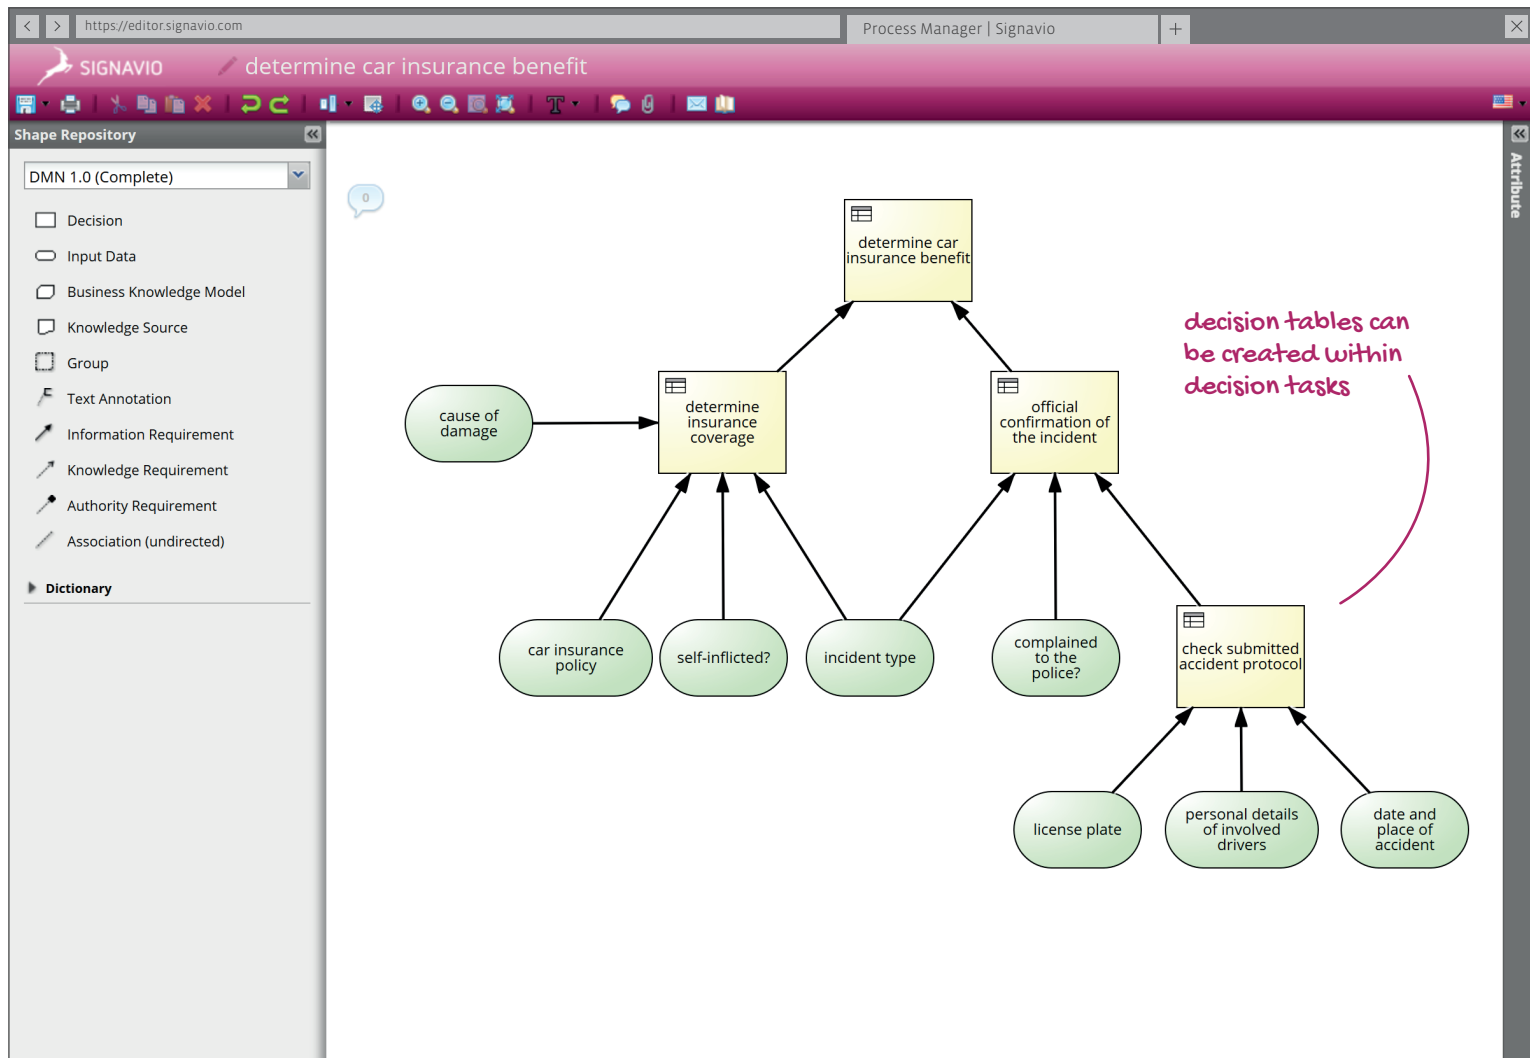 https://editor.signavio.com
Process Manager | Signavio
SIGNAVIO
determine car insurance benefit
Shape Repository
DMN 1.0 (Complete)
Decision
Input Data
Business Knowledge Model
Knowledge Source
Group
Text Annotation
Information Requirement
Knowledge Requirement
Authority Requirement
Association (undirected)
Dictionary
Attribute
0
determine car
insurance benefit
decision tables can
be created within
decision tasks
cause of
damage
determine
insurance
coverage
official
confirmation of
the incident
car insurance
policy
self-inflicted?
incident type
complained
to the
police?
check submitted
accident protocol
license plate
personal details
of involved
drivers
date and
place of
accident